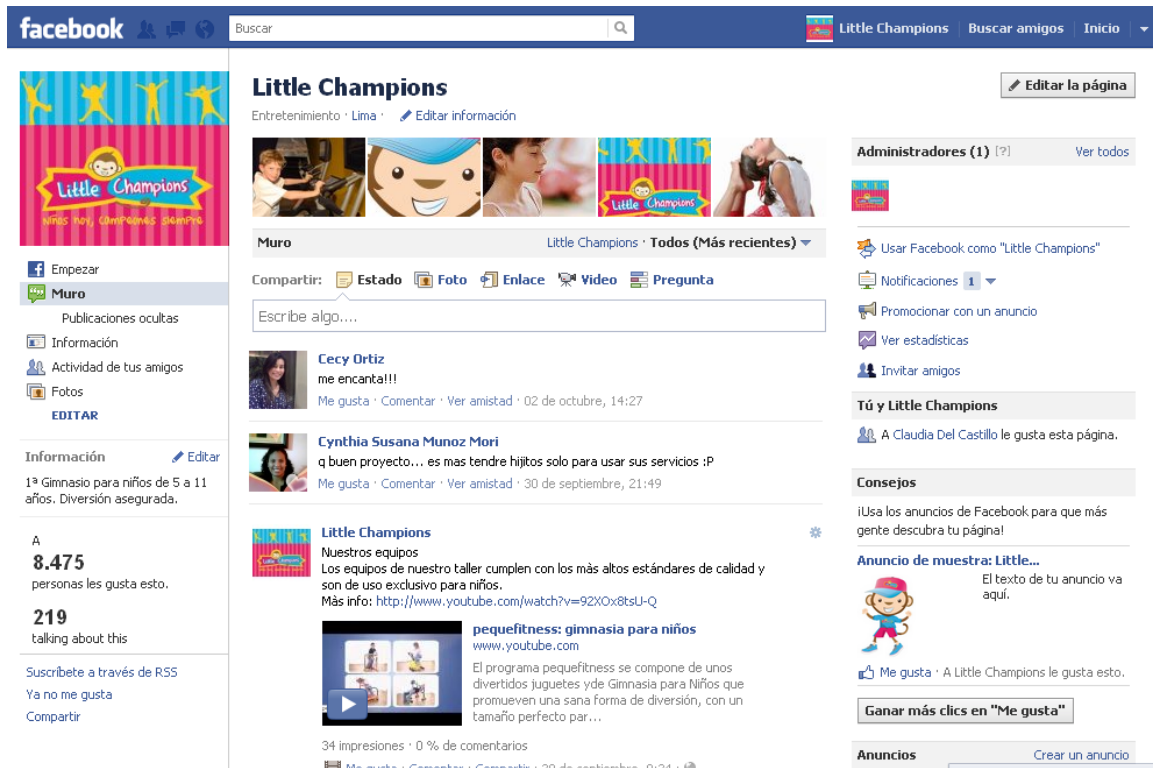 facebook
Buscar
Little Champions
Buscar amigos
Inicio
Little Champions
Niños hoy, campeones siempre
Empezar
Muro
Publicaciones ocultas
Información
Actividad de tus amigos
Fotos
EDITAR
Información
Editar
1ª Gimnasio para niños de 5 a 11
años. Diversión asegurada.
A
8.475
personas les gusta esto.
219
talking about this
Suscríbete a través de RSS
Ya no me gusta
Compartir
Little Champions
Entretenimiento · Lima ·
Editar información
Little Champions
Muro
Little Champions · Todos (Más recientes)
Compartir:
Estado
Foto
Enlace
Video
Pregunta
Escribe algo....
Cecy Ortiz
me encanta!!!
Me gusta · Comentar · Ver amistad · 02 de octubre, 14:27
Cynthia Susana Munoz Mori
q buen proyecto... es mas tendre hijitos solo para usar sus servicios :P
Me gusta · Comentar · Ver amistad · 30 de septiembre, 21:49
Little Champions
Nuestros equipos
Los equipos de nuestro taller cumplen con los màs altos estándares de calidad y
son de uso exclusivo para niños.
Màs info: http://www.youtube.com/watch?v=92XOx8tsU-Q
pequefitness: gimnasia para niños
www.youtube.com
El programa pequefitness se compone de unos
divertidos juguetes yde Gimnasia para Niños que
promueven una sana forma de diversión, con un
tamaño perfecto par...
34 impresiones · 0 % de comentarios
Me gusta · Comentar · Compartir ·
Editar la página
Administradores (1) [?]
Ver todos
Usar Facebook como "Little Champions"
Notificaciones 1
Promocionar con un anuncio
Ver estadísticas
Invitar amigos
Tú y Little Champions
A Claudia Del Castillo le gusta esta página.
Consejos
¡Usa los anuncios de Facebook para que más
gente descubra tu página!
Anuncio de muestra: Little...
El texto de tu anuncio va
aquí.
Me gusta · A Little Champions le gusta esto.
Ganar más clics en "Me gusta"
Anuncios
Crear un anuncio